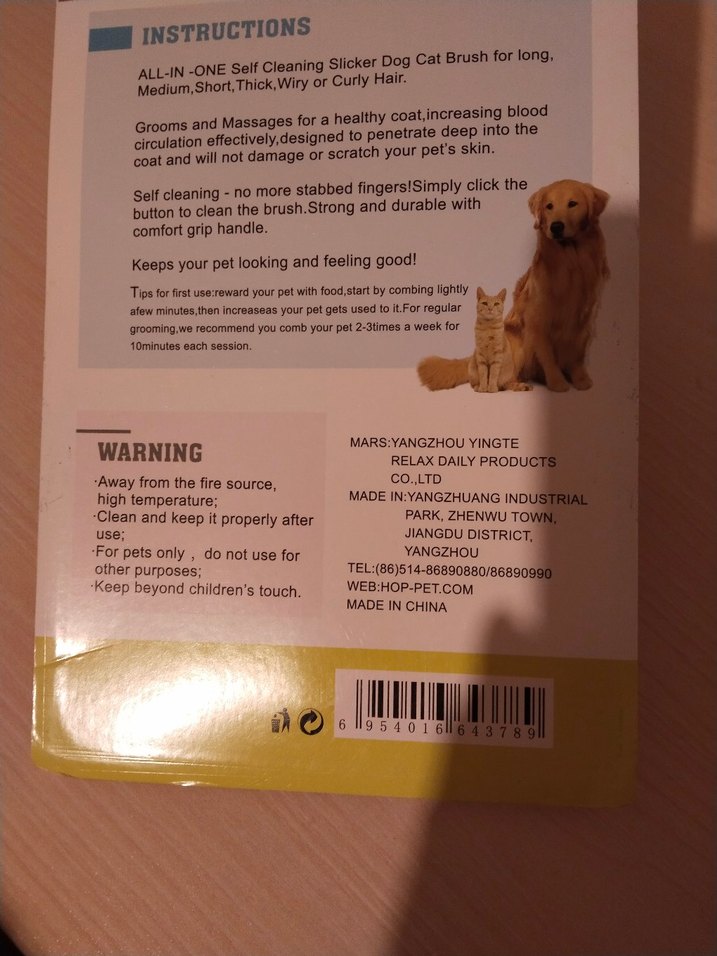 INSTRUCTIONS
ALL-IN -ONE Self Cleaning Slicker Dog Cat Brush for long,
Medium,Short,Thick,Wiry or Curly Hair.
Grooms and Massages for a healthy coat,increasing blood
circulation effectively,designed to penetrate deep into the
coat and will not damage or scratch your pet's skin.
Self cleaning - no more stabbed fingers!Simply click the
button to clean the brush.Strong and durable with
comfort grip handle.
Keeps your pet looking and feeling good!
Tips for first use:reward your pet with food,start by combing lightly
afew minutes,then increaseas your pet gets used to it.For regular
grooming,we recommend you comb your pet 2-3times a week for
10minutes each session.
WARNING
·Away from the fire source,
high temperature;
·Clean and keep it properly after
use;
·For pets only , do not use for
other purposes;
·Keep beyond children's touch.
MARS:YANGZHOU YINGTE
RELAX DAILY PRODUCTS
CO.,LTD
MADE IN:YANGZHUANG INDUSTRIAL
PARK, ZHENWU TOWN,
JIANGDU DISTRICT,
YANGZHOU
TEL:(86)514-86890880/86890990
WEB:HOP-PET.COM
MADE IN CHINA
6 954016 643789